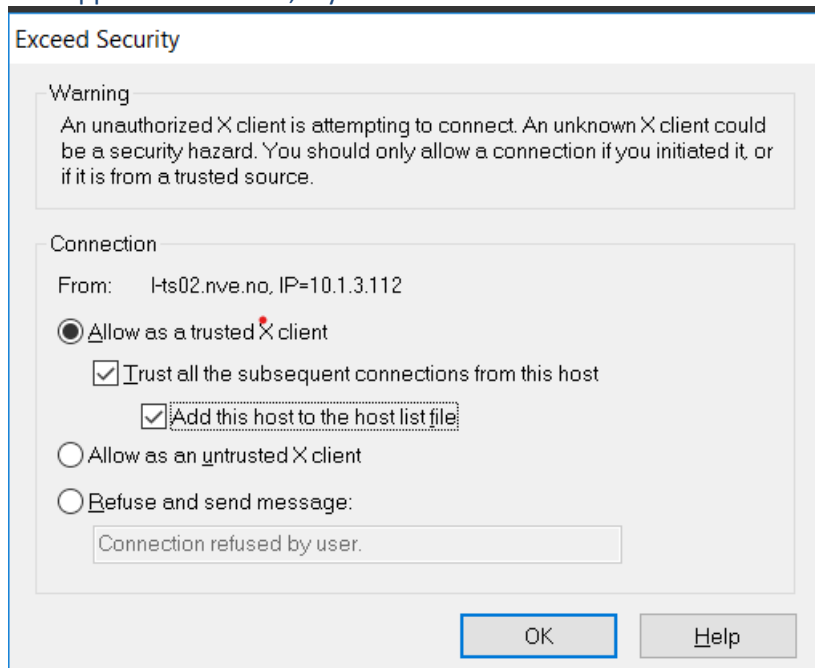 Exceed Security
Warning
An unauthorized X client is attempting to connect. An unknown X client could
be a security hazard. You should only allow a connection if you initiated it, or
if it is from a trusted source.
Connection
From: l-ts02.nve.no, IP=10.1.3.112
Allow as a trusted X client
Trust all the subsequent connections from this host
Add this host to the host list file
Allow as an untrusted X client
Refuse and send message:
Connection refused by user.
OK Help